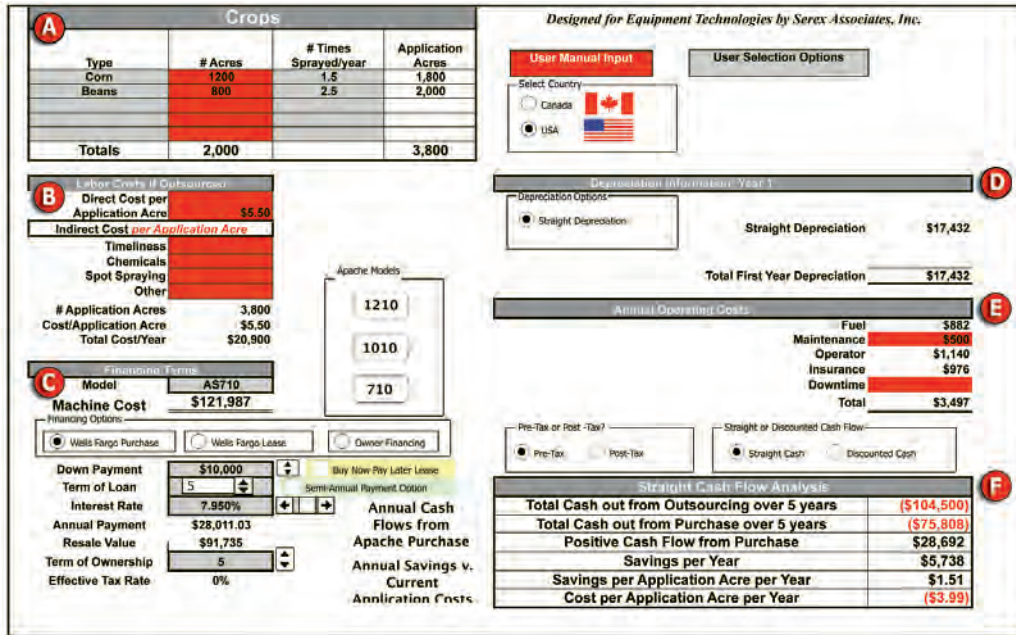 A
Crops
Type # Acres # Times Sprayed/year Application Acres
Corn 1200 1.5 1,800
Beans 800 2.5 2,000
Totals 2,000 3,800
Designed for Equipment Technologies by Serex Associates, Inc.
User Manual Input
User Selection Options
Select Country
Canada
USA
B
Labor Costs if Outsourced
Direct Cost per
Application Acre $5.50
Indirect Cost per Application Acre
Timeliness
Chemicals
Spot Spraying
Other
# Application Acres 3,800
Cost/Application Acre $5.50
Total Cost/Year $20,900
Apache Models
1210
1010
710
C
Financing Terms
Model AS710
Machine Cost $121,987
Financing Options
Wells Fargo Purchase
Wells Fargo Lease
Owner Financing
Down Payment $10,000
Term of Loan 5
Interest Rate 7.950%
Annual Payment $28,011.03
Resale Value $91,735
Term of Ownership 5
Effective Tax Rate 0%
Buy Now Pay Later Lease
Semi-Annual Payment Option
Annual Cash
Flows from
Apache Purchase
Annual Savings v.
Current
Application Costs
D
Depreciation Information: Year 1
Depreciation Options
Straight Depreciation
Straight Depreciation $17,432
Total First Year Depreciation $17,432
E
Annual Operating Costs
Fuel $882
Maintenance $500
Operator $1,140
Insurance $976
Downtime
Total $3,497
Pre-Tax or Post -Tax?
Pre-Tax
Post-Tax
Straight or Discounted Cash Flow
Straight Cash
Discounted Cash
F
Straight Cash Flow Analysis
Total Cash out from Outsourcing over 5 years ($104,500)
Total Cash out from Purchase over 5 years ($75,808)
Positive Cash Flow from Purchase $28,692
Savings per Year $5,738
Savings per Application Acre per Year $1.51
Cost per Application Acre per Year ($3.99)